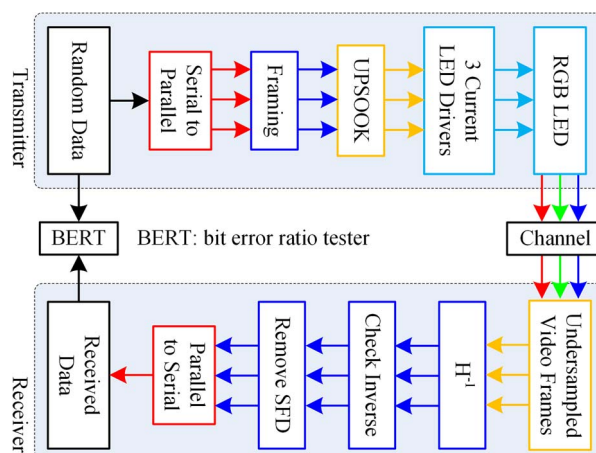 Transmitter
Random Data
Serial to
Parallel
Framing
UPSOOK
3 Current
LED Drivers
RGB LED
BERT
BERT: bit error ratio tester
Channel
Receiver
Received
Data
Parallel
to Serial
Remove SFD
Check Inverse
H⁻¹
Undersampled
Video Frames